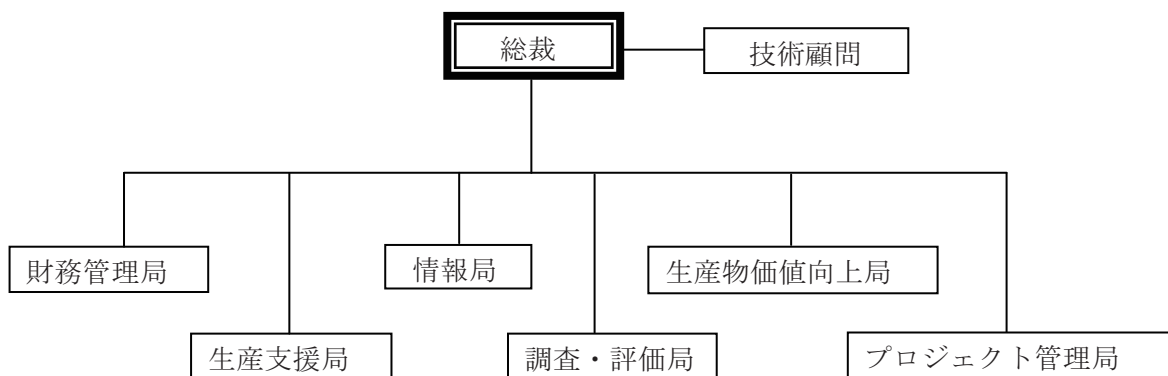 総裁
技術顧問
財務管理局
情報局
生産物価値向上局
生産支援局
調査・評価局
プロジェクト管理局